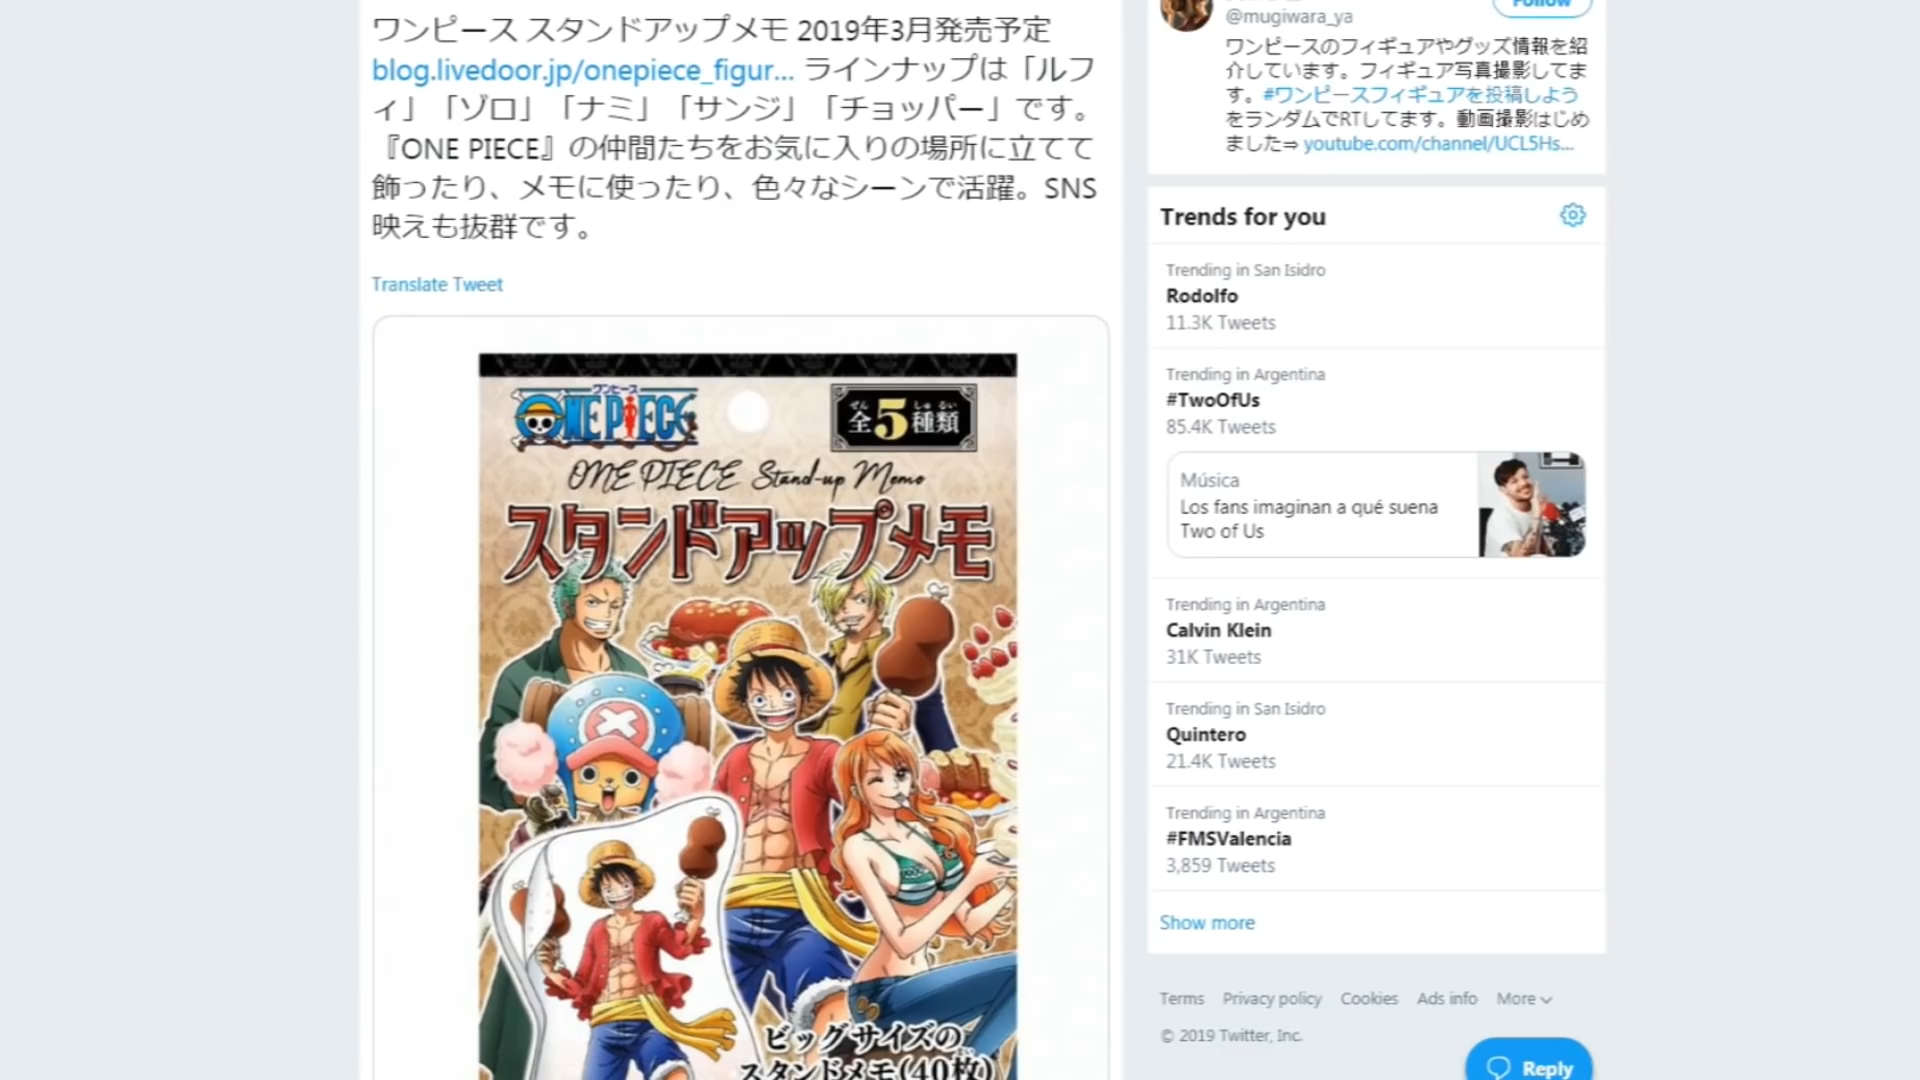 ワンピース スタンドアップメモ 2019年3月発売予定
blog.livedoor.jp/onepiece_figur... ラインナップは「ルフ
ィ」「ゾロ」「ナミ」「サンジ」「チョッパー」です。
『ONE PIECE』の仲間たちをお気に入りの場所に立てて
飾ったり、メモに使ったり、色々なシーンで活躍。SNS
映えも抜群です。
Translate Tweet
ワンピース
ONE PIECE
ぜん しゅ るい
全5種類
ONE PIECE Stand-up Memo
スタンドアップメモ
ビッグサイズの
スタンドメモ(40枚)
Follow
@mugiwara_ya
ワンピースのフィギュアやグッズ情報を紹
介しています。フィギュア写真撮影してま
す。#ワンピースフィギュアを投稿しよう
をランダムでRTしてます。動画撮影はじめ
ました⇒ youtube.com/channel/UCL5Hs...
Trends for you
Trending in San Isidro
Rodolfo
11.3K Tweets
Trending in Argentina
#TwoOfUs
85.4K Tweets
Música
Los fans imaginan a qué suena
Two of Us
Trending in Argentina
Calvin Klein
31K Tweets
Trending in San Isidro
Quintero
21.4K Tweets
Trending in Argentina
#FMSValencia
3,859 Tweets
Show more
Terms Privacy policy Cookies Ads info More
© 2019 Twitter, Inc.
Reply